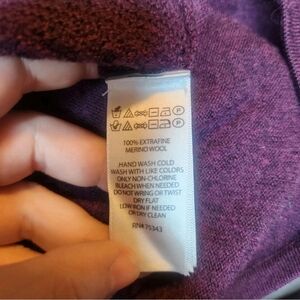 100% EXTRAFINE
MERINO WOOL
HAND WASH COLD
WASH WITH LIKE COLORS
ONLY NON-CHLORINE
BLEACH WHEN NEEDED
DO NOT WRING OR TWIST
DRY FLAT
LOW IRON IF NEEDED
OR DRY CLEAN
RN# 75343